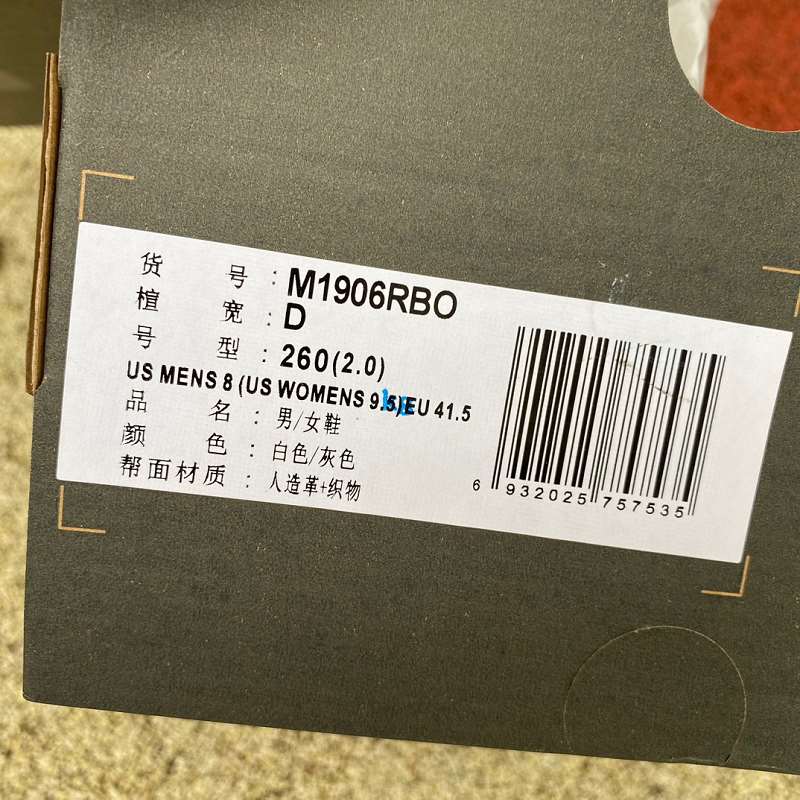 货 号：M1906RBO
楦 宽：D
号 型：260(2.0)
US MENS 8 (US WOMENS 9.5)EU 41.5
品 名：男/女鞋
颜 色：白色/灰色
帮面材质：人造革+织物
6 932025 757535